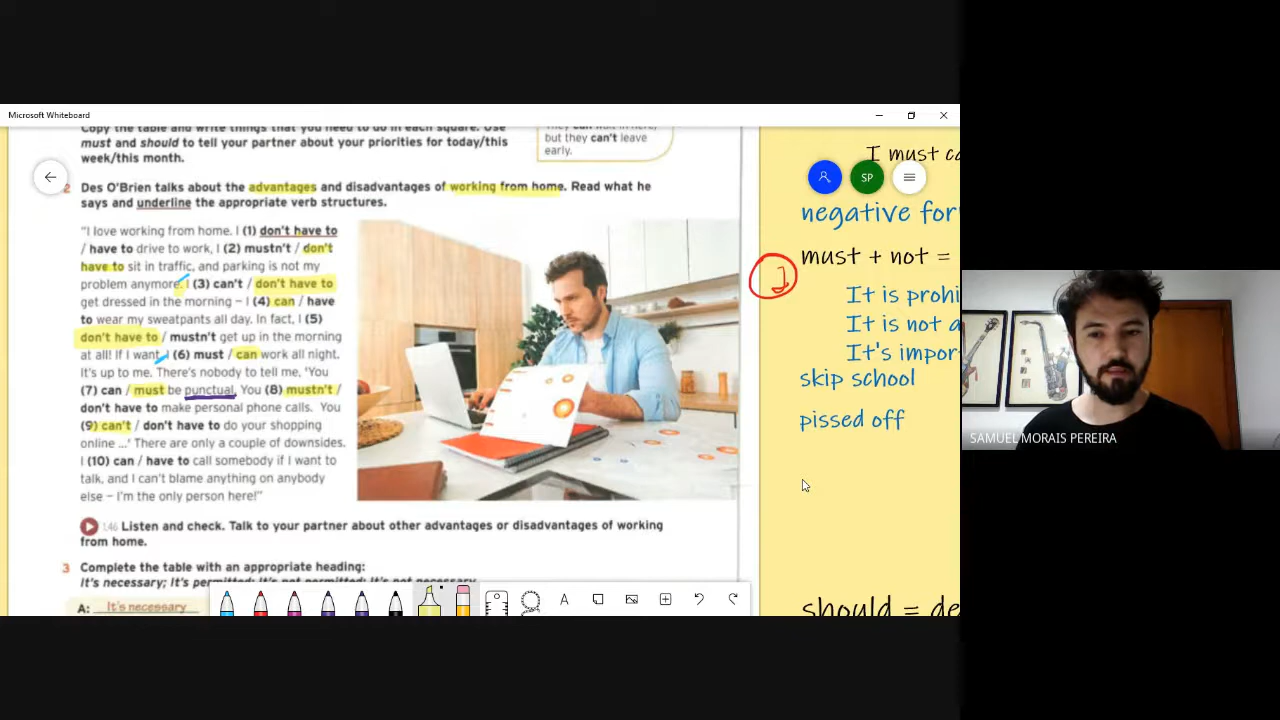 Microsoft Whiteboard
Copy the table and write things that you need to do in each square. Use
must and should to tell your partner about your priorities for today/this
week/this month.
but they can't leave
early.
2 Des O'Brien talks about the advantages and disadvantages of working from home. Read what he
says and underline the appropriate verb structures.
"I love working from home. I (1) don't have to
/ have to drive to work, I (2) mustn't / don't
have to sit in traffic, and parking is not my
problem anymore. I (3) can't / don't have to
get dressed in the morning – I (4) can / have
to wear my sweatpants all day. In fact, I (5)
don't have to / mustn't get up in the morning
at all! If I want, I (6) must / can work all night.
It's up to me. There's nobody to tell me, 'You
(7) can / must be punctual. You (8) mustn't /
don't have to make personal phone calls. You
(9) can't / don't have to do your shopping
online ...' There are only a couple of downsides.
I (10) can / have to call somebody if I want to
talk, and I can't blame anything on anybody
else – I'm the only person here!"
1.46 Listen and check. Talk to your partner about other advantages or disadvantages of working
from home.
3 Complete the table with an appropriate heading:
It's necessary; It's permitted; It's not permitted; It's not necessary
A: It's necessary
I must
SP
negative for
must + not =
It is prohi
It is not a
It's impor
skip school
pissed off
should = de
SAMUEL MORAIS PEREIRA